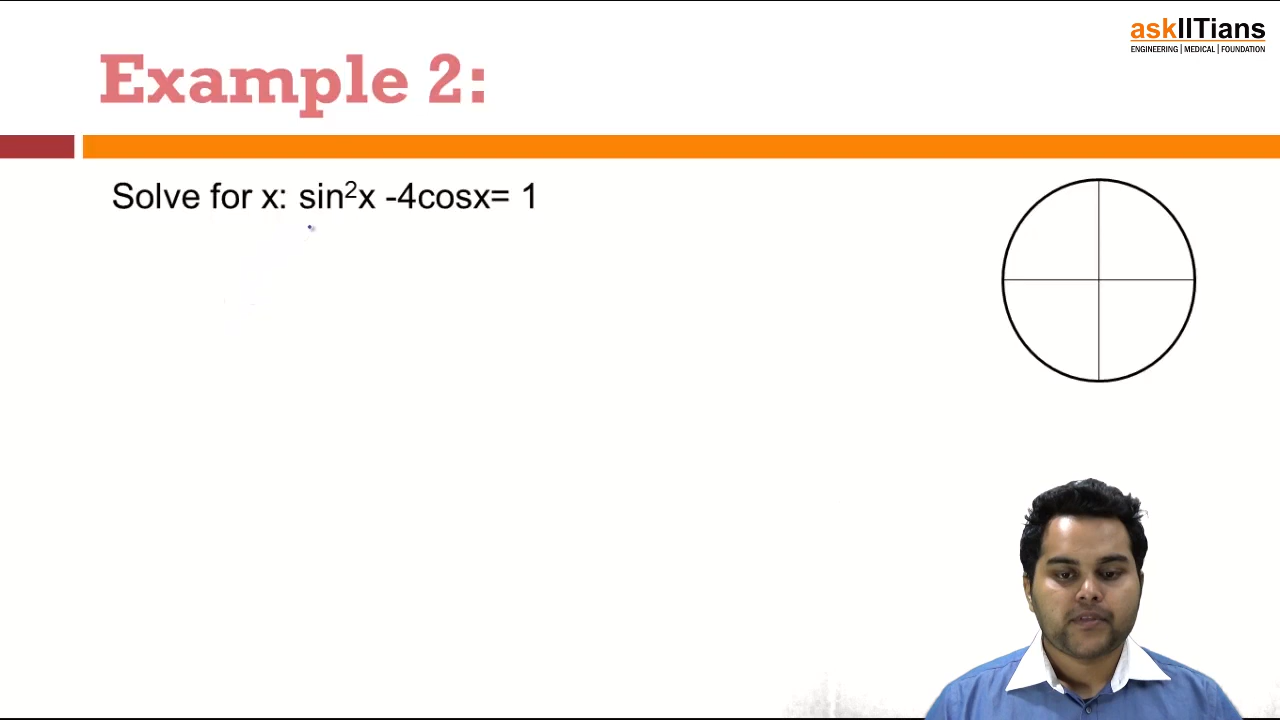 askIITians
ENGINEERING | MEDICAL | FOUNDATION
Example 2:
Solve for x: sin²x -4cosx= 1